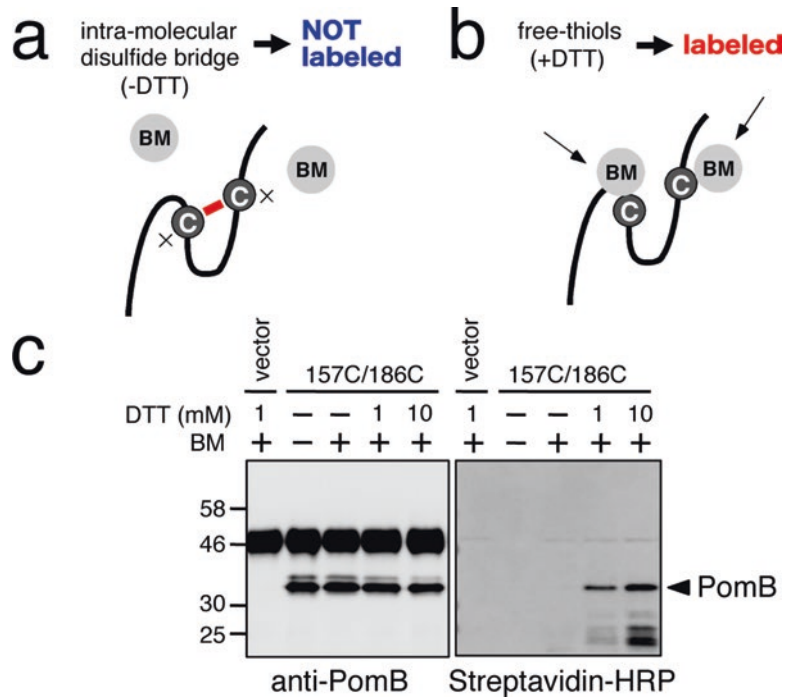 a
intra-molecular
disulfide bridge
(-DTT)
NOT
labeled
BM
BM
C
C
×
×
b
free-thiols
(+DTT)
labeled
BM
BM
C
C
c
vector
157C/186C
vector
157C/186C
DTT (mM) 1 – – 1 10 1 – – 1 10
BM + – + + + + – + + +
58
46
30
25
PomB
anti-PomB
Streptavidin-HRP